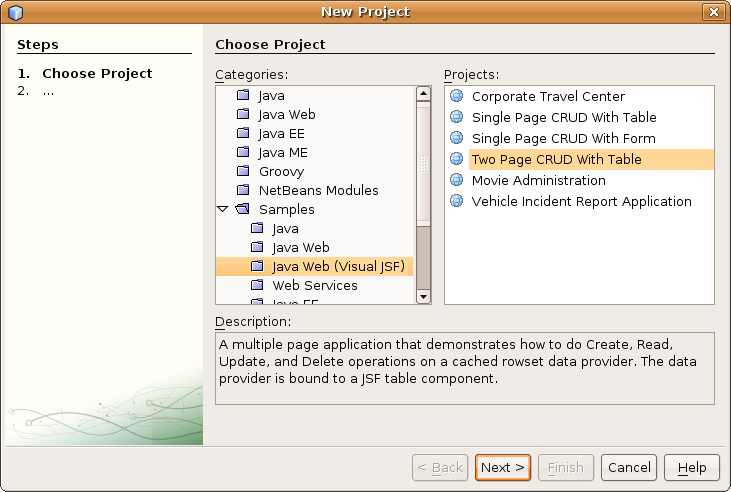 New Project
Steps
1. Choose Project
2. ...
Choose Project
Categories:
Java
Java Web
Java EE
Java ME
Groovy
NetBeans Modules
Samples
Java
Java Web
Java Web (Visual JSF)
Web Services
Java EE
Projects:
Corporate Travel Center
Single Page CRUD With Table
Single Page CRUD With Form
Two Page CRUD With Table
Movie Administration
Vehicle Incident Report Application
Description:
A multiple page application that demonstrates how to do Create, Read,
Update, and Delete operations on a cached rowset data provider. The data
provider is bound to a JSF table component.
< Back
Next >
Finish
Cancel
Help